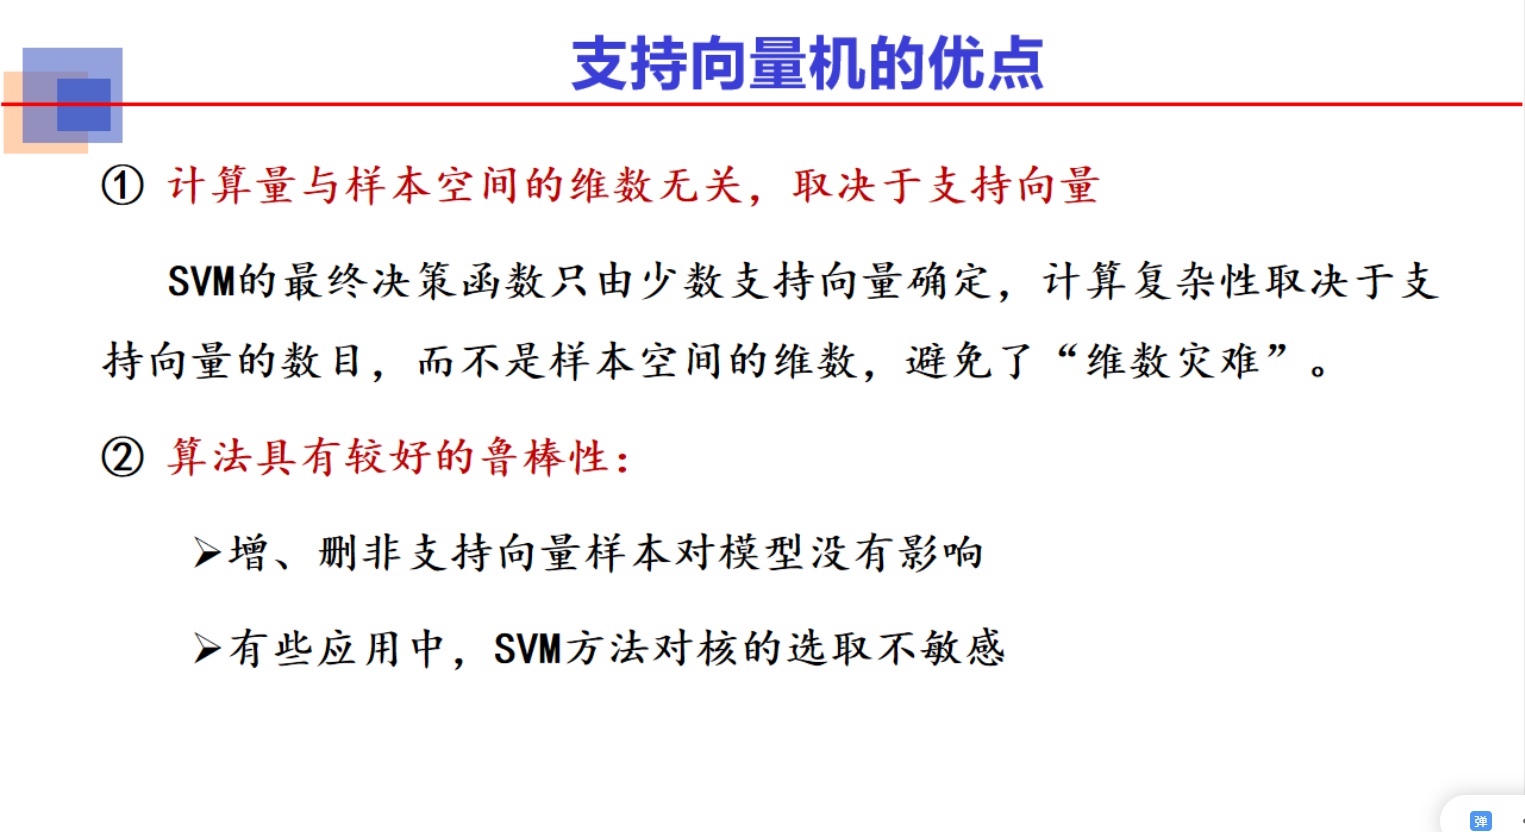 支持向量机的优点
① 计算量与样本空间的维数无关，取决于支持向量
SVM的最终决策函数只由少数支持向量确定，计算复杂性取决于支
持向量的数目，而不是样本空间的维数，避免了“维数灾难”。
② 算法具有较好的鲁棒性：
➢增、删非支持向量样本对模型没有影响
➢有些应用中，SVM方法对核的选取不敏感
弹